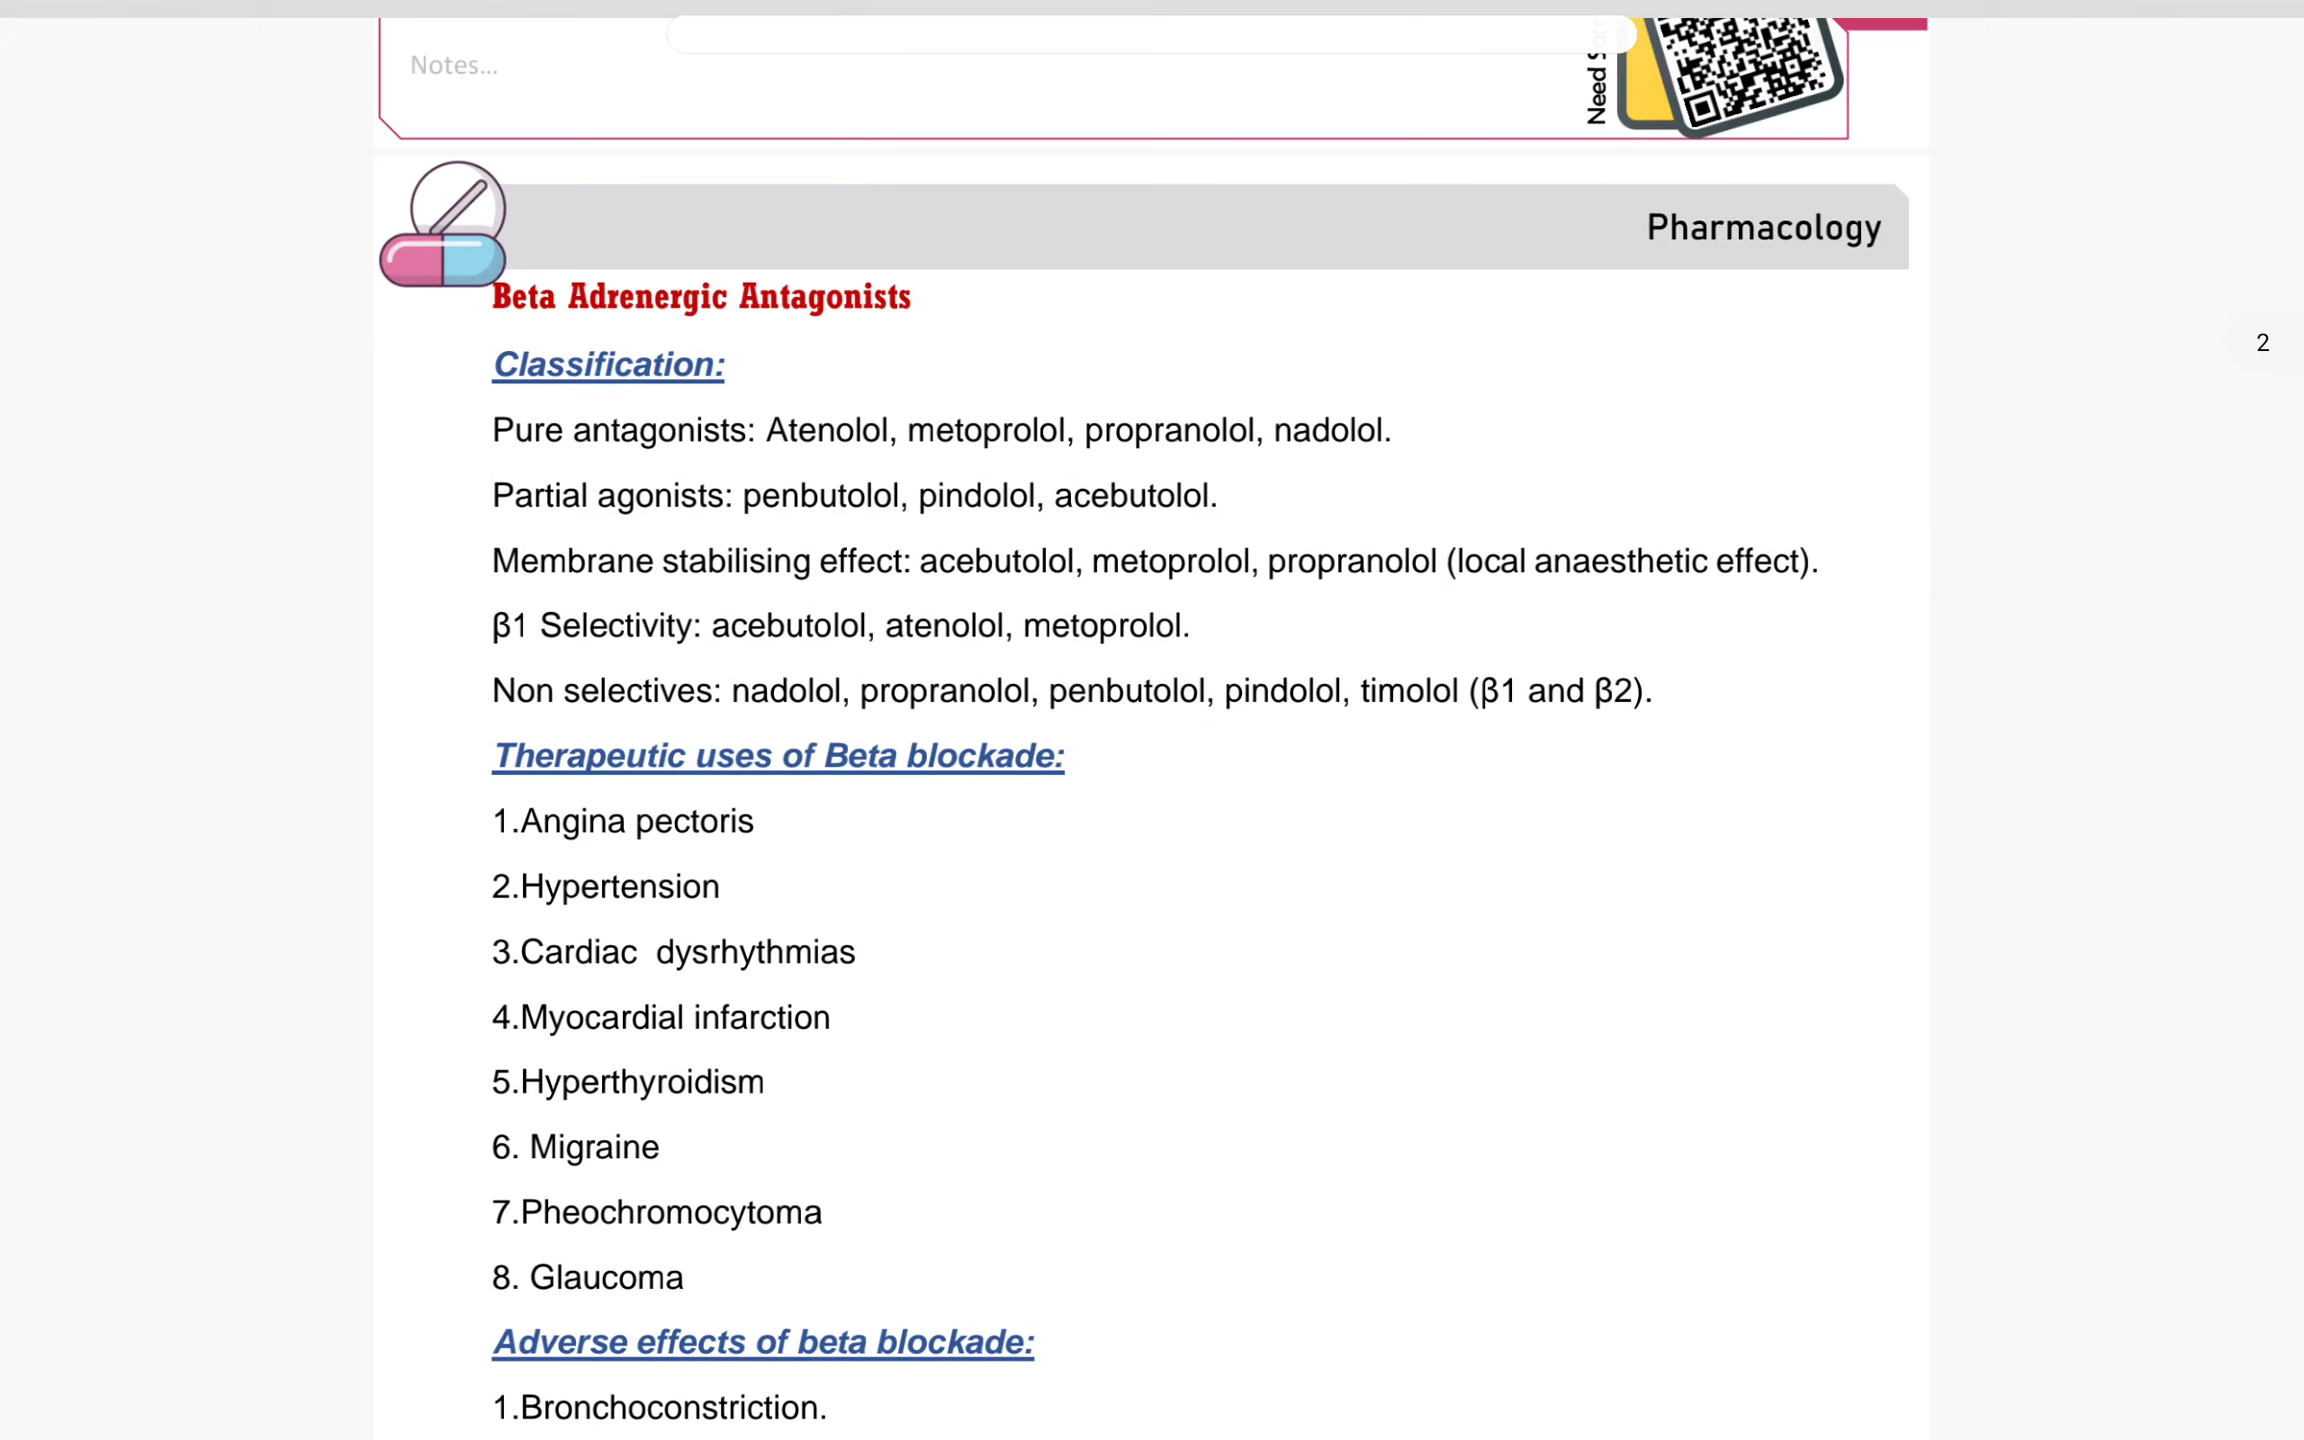 Notes...
Need
Pharmacology
Beta Adrenergic Antagonists
Classification:
Pure antagonists: Atenolol, metoprolol, propranolol, nadolol.
Partial agonists: penbutolol, pindolol, acebutolol.
Membrane stabilising effect: acebutolol, metoprolol, propranolol (local anaesthetic effect).
β1 Selectivity: acebutolol, atenolol, metoprolol.
Non selectives: nadolol, propranolol, penbutolol, pindolol, timolol (β1 and β2).
Therapeutic uses of Beta blockade:
1.Angina pectoris
2.Hypertension
3.Cardiac  dysrhythmias
4.Myocardial infarction
5.Hyperthyroidism
6. Migraine
7.Pheochromocytoma
8. Glaucoma
Adverse effects of beta blockade:
1.Bronchoconstriction.
2